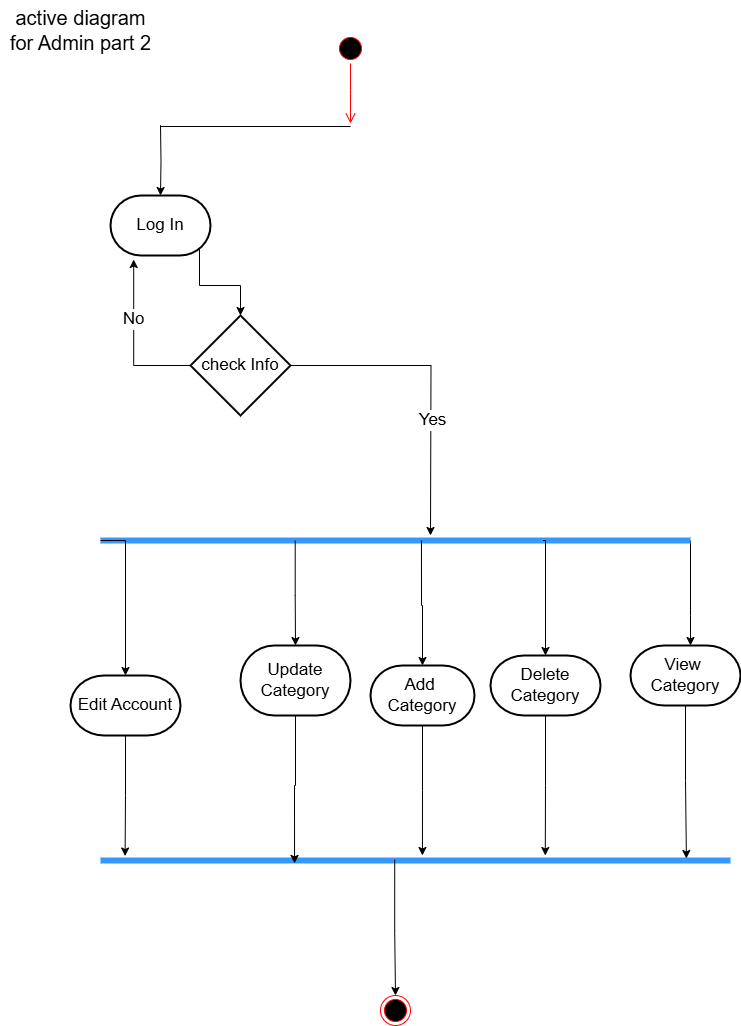 active diagram
for Admin part 2
Log In
No
check Info
Yes
Edit Account
Update
Category
Add
Category
Delete
Category
View
Category